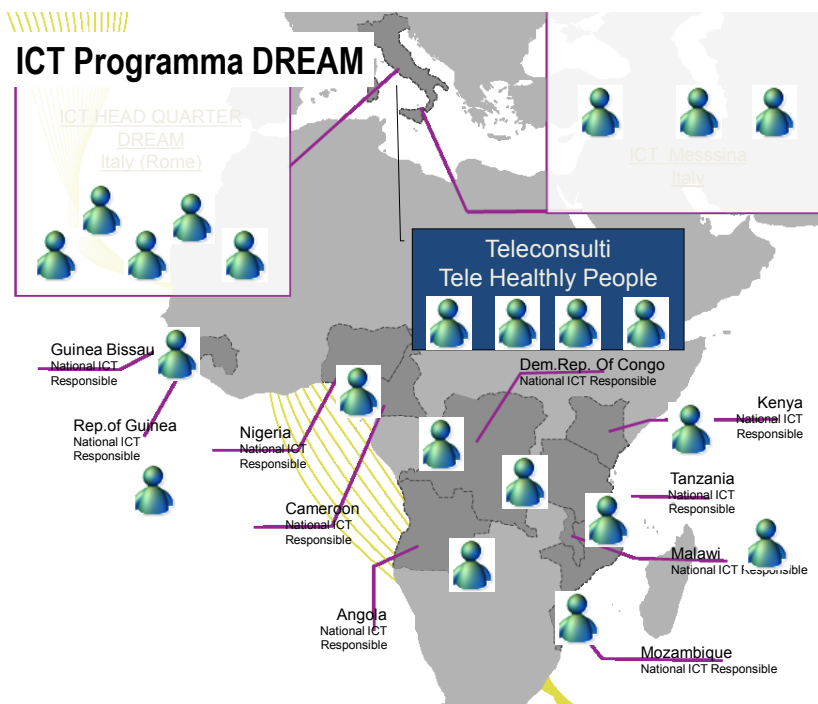 ICT Programma DREAM
ICT HEAD QUARTER
DREAM
Italy (Rome)
ICT Messsina
Italy
Teleconsulti
Tele Healthly People
Guinea Bissau
National ICT
Responsible
Rep.of Guinea
National ICT
Responsible
Nigeria
National ICT
Responsible
Cameroon
National ICT
Responsible
Angola
National ICT
Responsible
Dem.Rep. Of Congo
National ICT Responsible
Kenya
National ICT
Responsible
Tanzania
National ICT
Responsible
Malawi
National ICT Responsible
Mozambique
National ICT Responsible